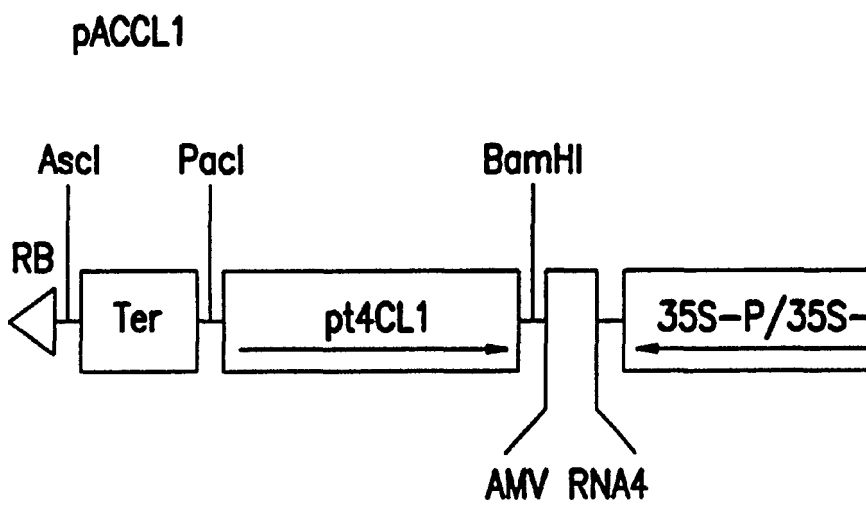 pACCL1
AscI PacI BamHI
RB
Ter pt4CL1 35S-P/35S-
AMV RNA4